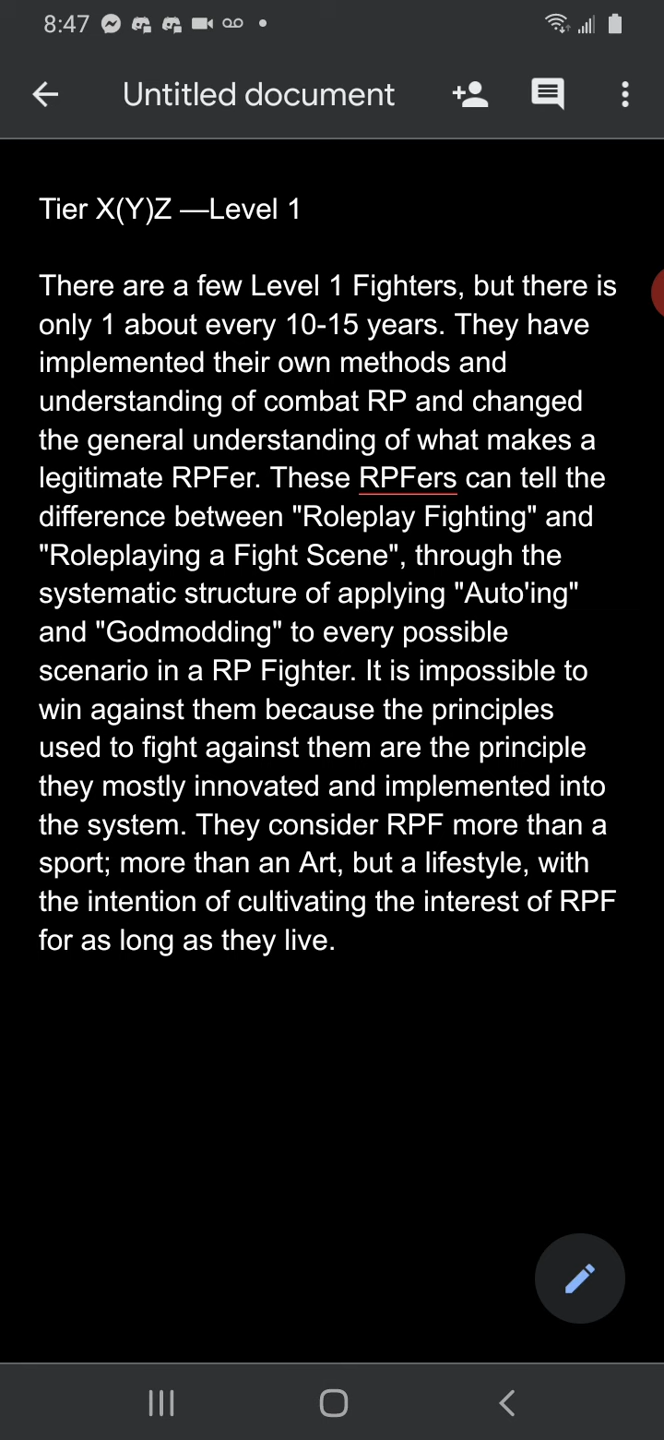 8:47
Untitled document
Tier X(Y)Z —Level 1
There are a few Level 1 Fighters, but there is
only 1 about every 10-15 years. They have
implemented their own methods and
understanding of combat RP and changed
the general understanding of what makes a
legitimate RPFer. These RPFers can tell the
difference between "Roleplay Fighting" and
"Roleplaying a Fight Scene", through the
systematic structure of applying "Auto'ing"
and "Godmodding" to every possible
scenario in a RP Fighter. It is impossible to
win against them because the principles
used to fight against them are the principle
they mostly innovated and implemented into
the system. They consider RPF more than a
sport; more than an Art, but a lifestyle, with
the intention of cultivating the interest of RPF
for as long as they live.